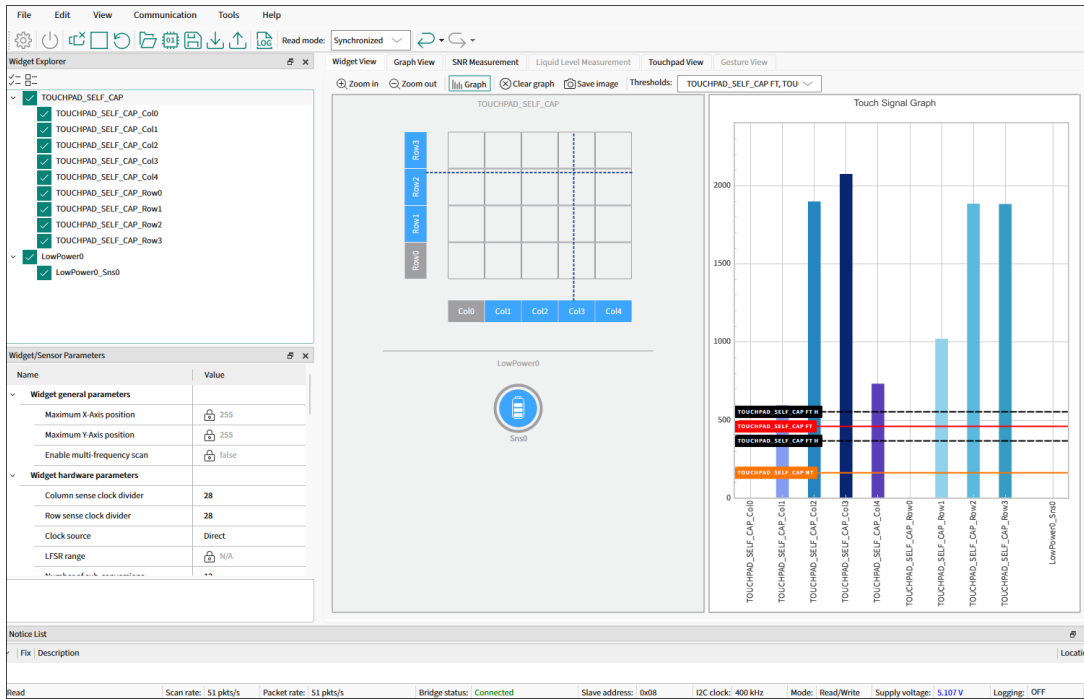 File Edit View Communication Tools Help
LOG Read mode: Synchronized
Widget Explorer
TOUCHPAD_SELF_CAP
TOUCHPAD_SELF_CAP_Col0
TOUCHPAD_SELF_CAP_Col1
TOUCHPAD_SELF_CAP_Col2
TOUCHPAD_SELF_CAP_Col3
TOUCHPAD_SELF_CAP_Col4
TOUCHPAD_SELF_CAP_Row0
TOUCHPAD_SELF_CAP_Row1
TOUCHPAD_SELF_CAP_Row2
TOUCHPAD_SELF_CAP_Row3
LowPower0
LowPower0_Sns0
Widget/Sensor Parameters
Name Value
Widget general parameters
Maximum X-Axis position 255
Maximum Y-Axis position 255
Enable multi-frequency scan false
Widget hardware parameters
Column sense clock divider 28
Row sense clock divider 28
Clock source Direct
LFSR range N/A
Widget View Graph View SNR Measurement Liquid Level Measurement Touchpad View Gesture View
Zoom in Zoom out Graph Clear graph Save image Thresholds: TOUCHPAD_SELF_CAP FT, TOU
TOUCHPAD_SELF_CAP
Row3
Row2
Row1
Row0
Col0 Col1 Col2 Col3 Col4
LowPower0
Sns0
Touch Signal Graph
2000
1500
1000
500
0
TOUCHPAD_SELF_CAP FT H
TOUCHPAD_SELF_CAP FT
TOUCHPAD_SELF_CAP FT H
TOUCHPAD_SELF_CAP NT
TOUCHPAD_SELF_CAP_Col0
TOUCHPAD_SELF_CAP_Col1
TOUCHPAD_SELF_CAP_Col2
TOUCHPAD_SELF_CAP_Col3
TOUCHPAD_SELF_CAP_Col4
TOUCHPAD_SELF_CAP_Row0
TOUCHPAD_SELF_CAP_Row1
TOUCHPAD_SELF_CAP_Row2
TOUCHPAD_SELF_CAP_Row3
LowPower0_Sns0
Notice List
Fix Description Locati
Read Scan rate: 51 pkts/s Packet rate: 51 pkts/s Bridge status: Connected Slave address: 0x08 I2C clock: 400 kHz Mode: Read/Write Supply voltage: 5.107 V Logging: OFF